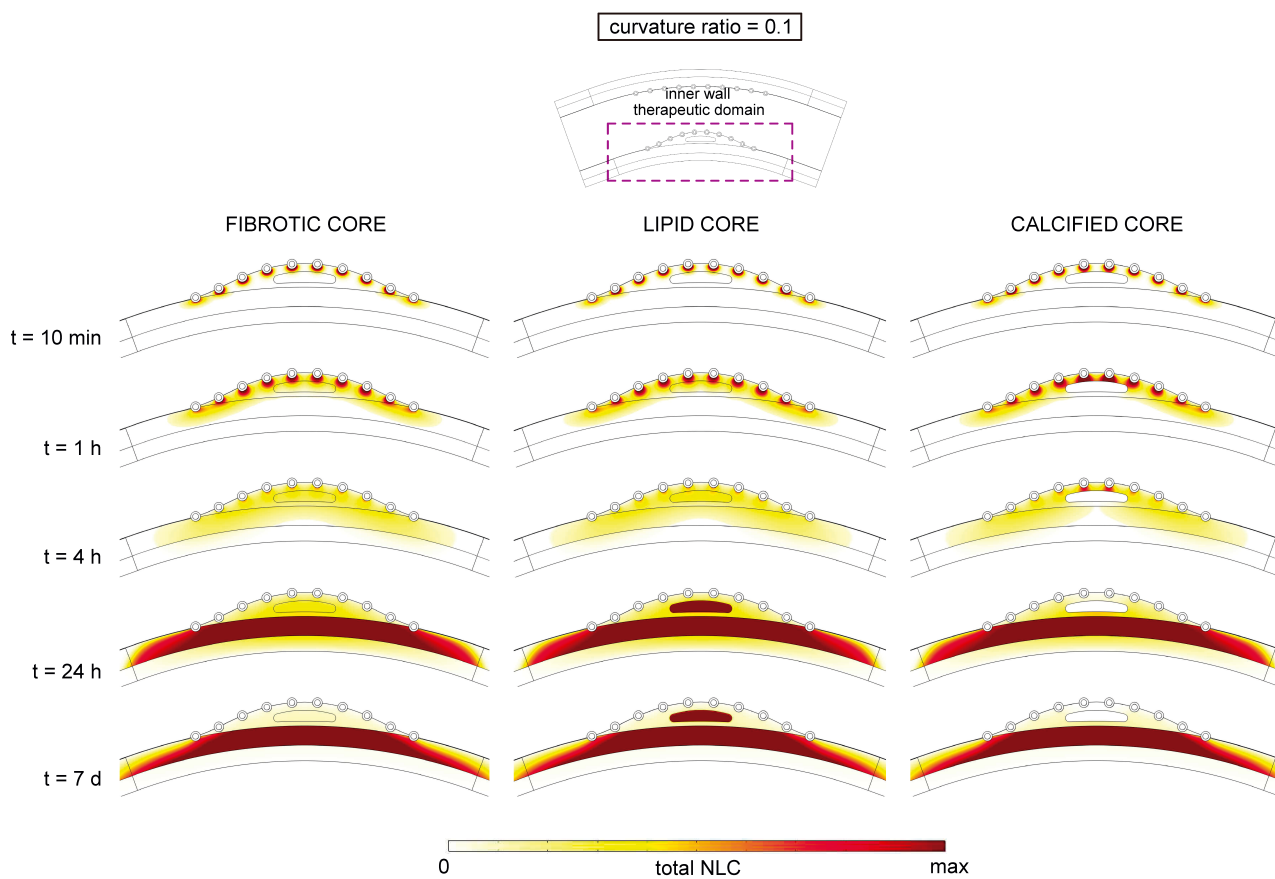 curvature ratio = 0.1
inner wall
therapeutic domain
FIBROTIC CORE
LIPID CORE
CALCIFIED CORE
t = 10 min
t = 1 h
t = 4 h
t = 24 h
t = 7 d
0
total NLC
max